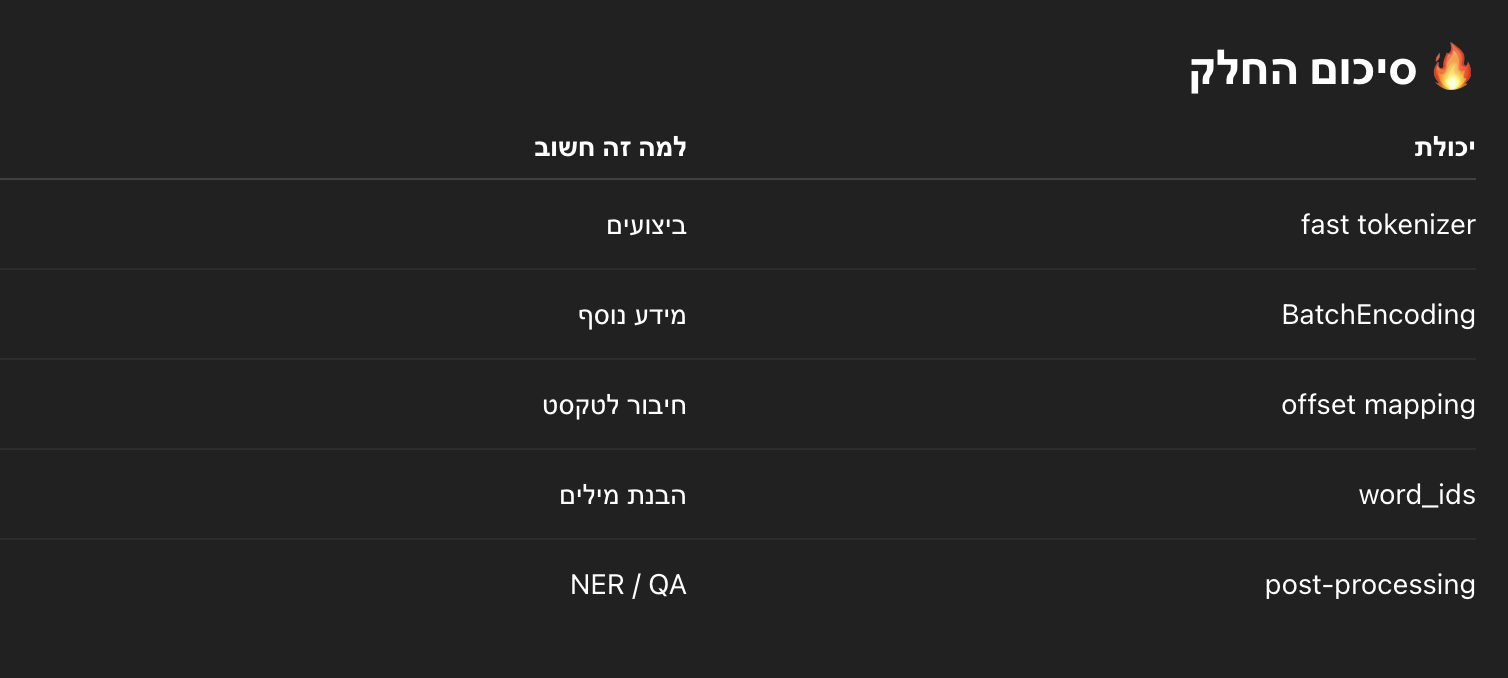 🔥 סיכום החלק
יכולת למה זה חשוב
fast tokenizer ביצועים
BatchEncoding מידע נוסף
offset mapping חיבור לטקסט
word_ids הבנת מילים
post-processing NER / QA